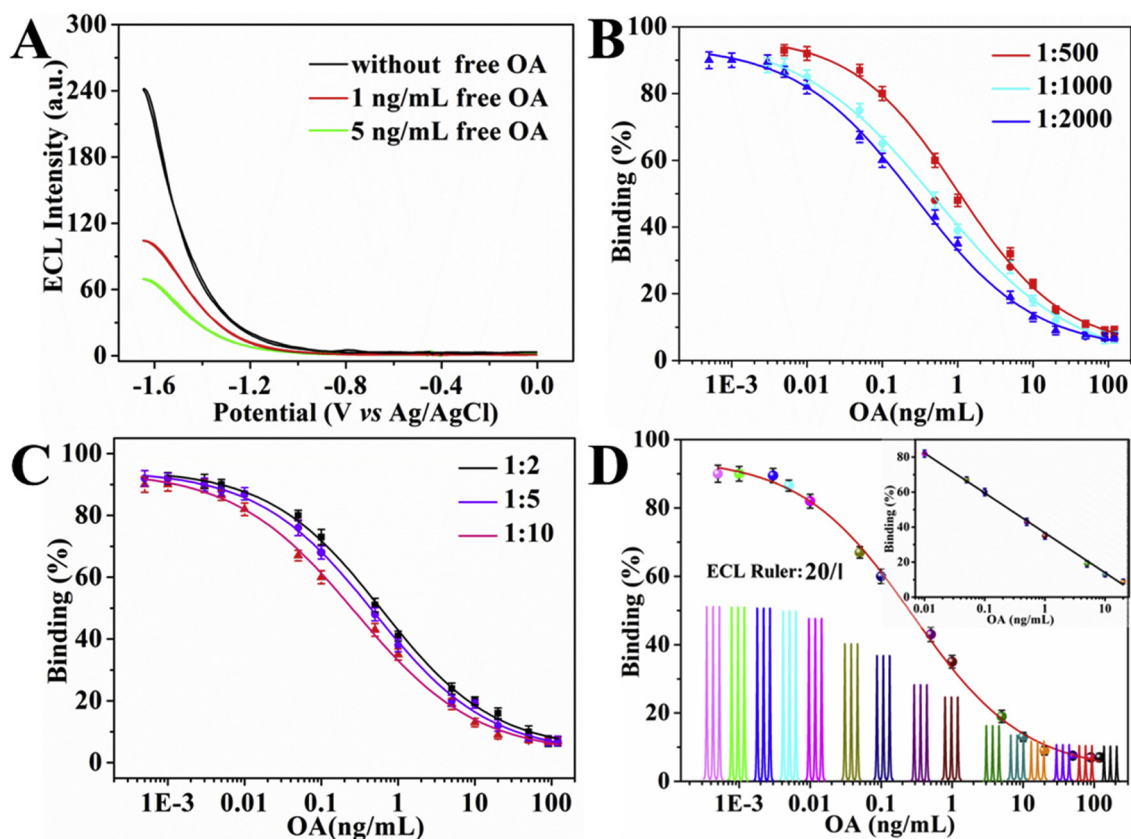 A
300
240
180
120
60
0
ECL Intensity (a.u.)
without free OA
1 ng/mL free OA
5 ng/mL free OA
-1.6 -1.2 -0.8 -0.4 0.0
Potential (V vs Ag/AgCl)
B
100
80
60
40
20
0
Binding (%)
1:500
1:1000
1:2000
1E-3 0.01 0.1 1 10 100
OA(ng/mL)
C
100
80
60
40
20
0
Binding (%)
1:2
1:5
1:10
1E-3 0.01 0.1 1 10 100
OA(ng/mL)
D
100
80
60
40
20
0
Binding (%)
ECL Ruler: 20/l
80
60
40
20
0
Binding (%)
0.01 0.1 1 10
OA (ng/mL)
1E-3 0.01 0.1 1 10 100
OA (ng/mL)